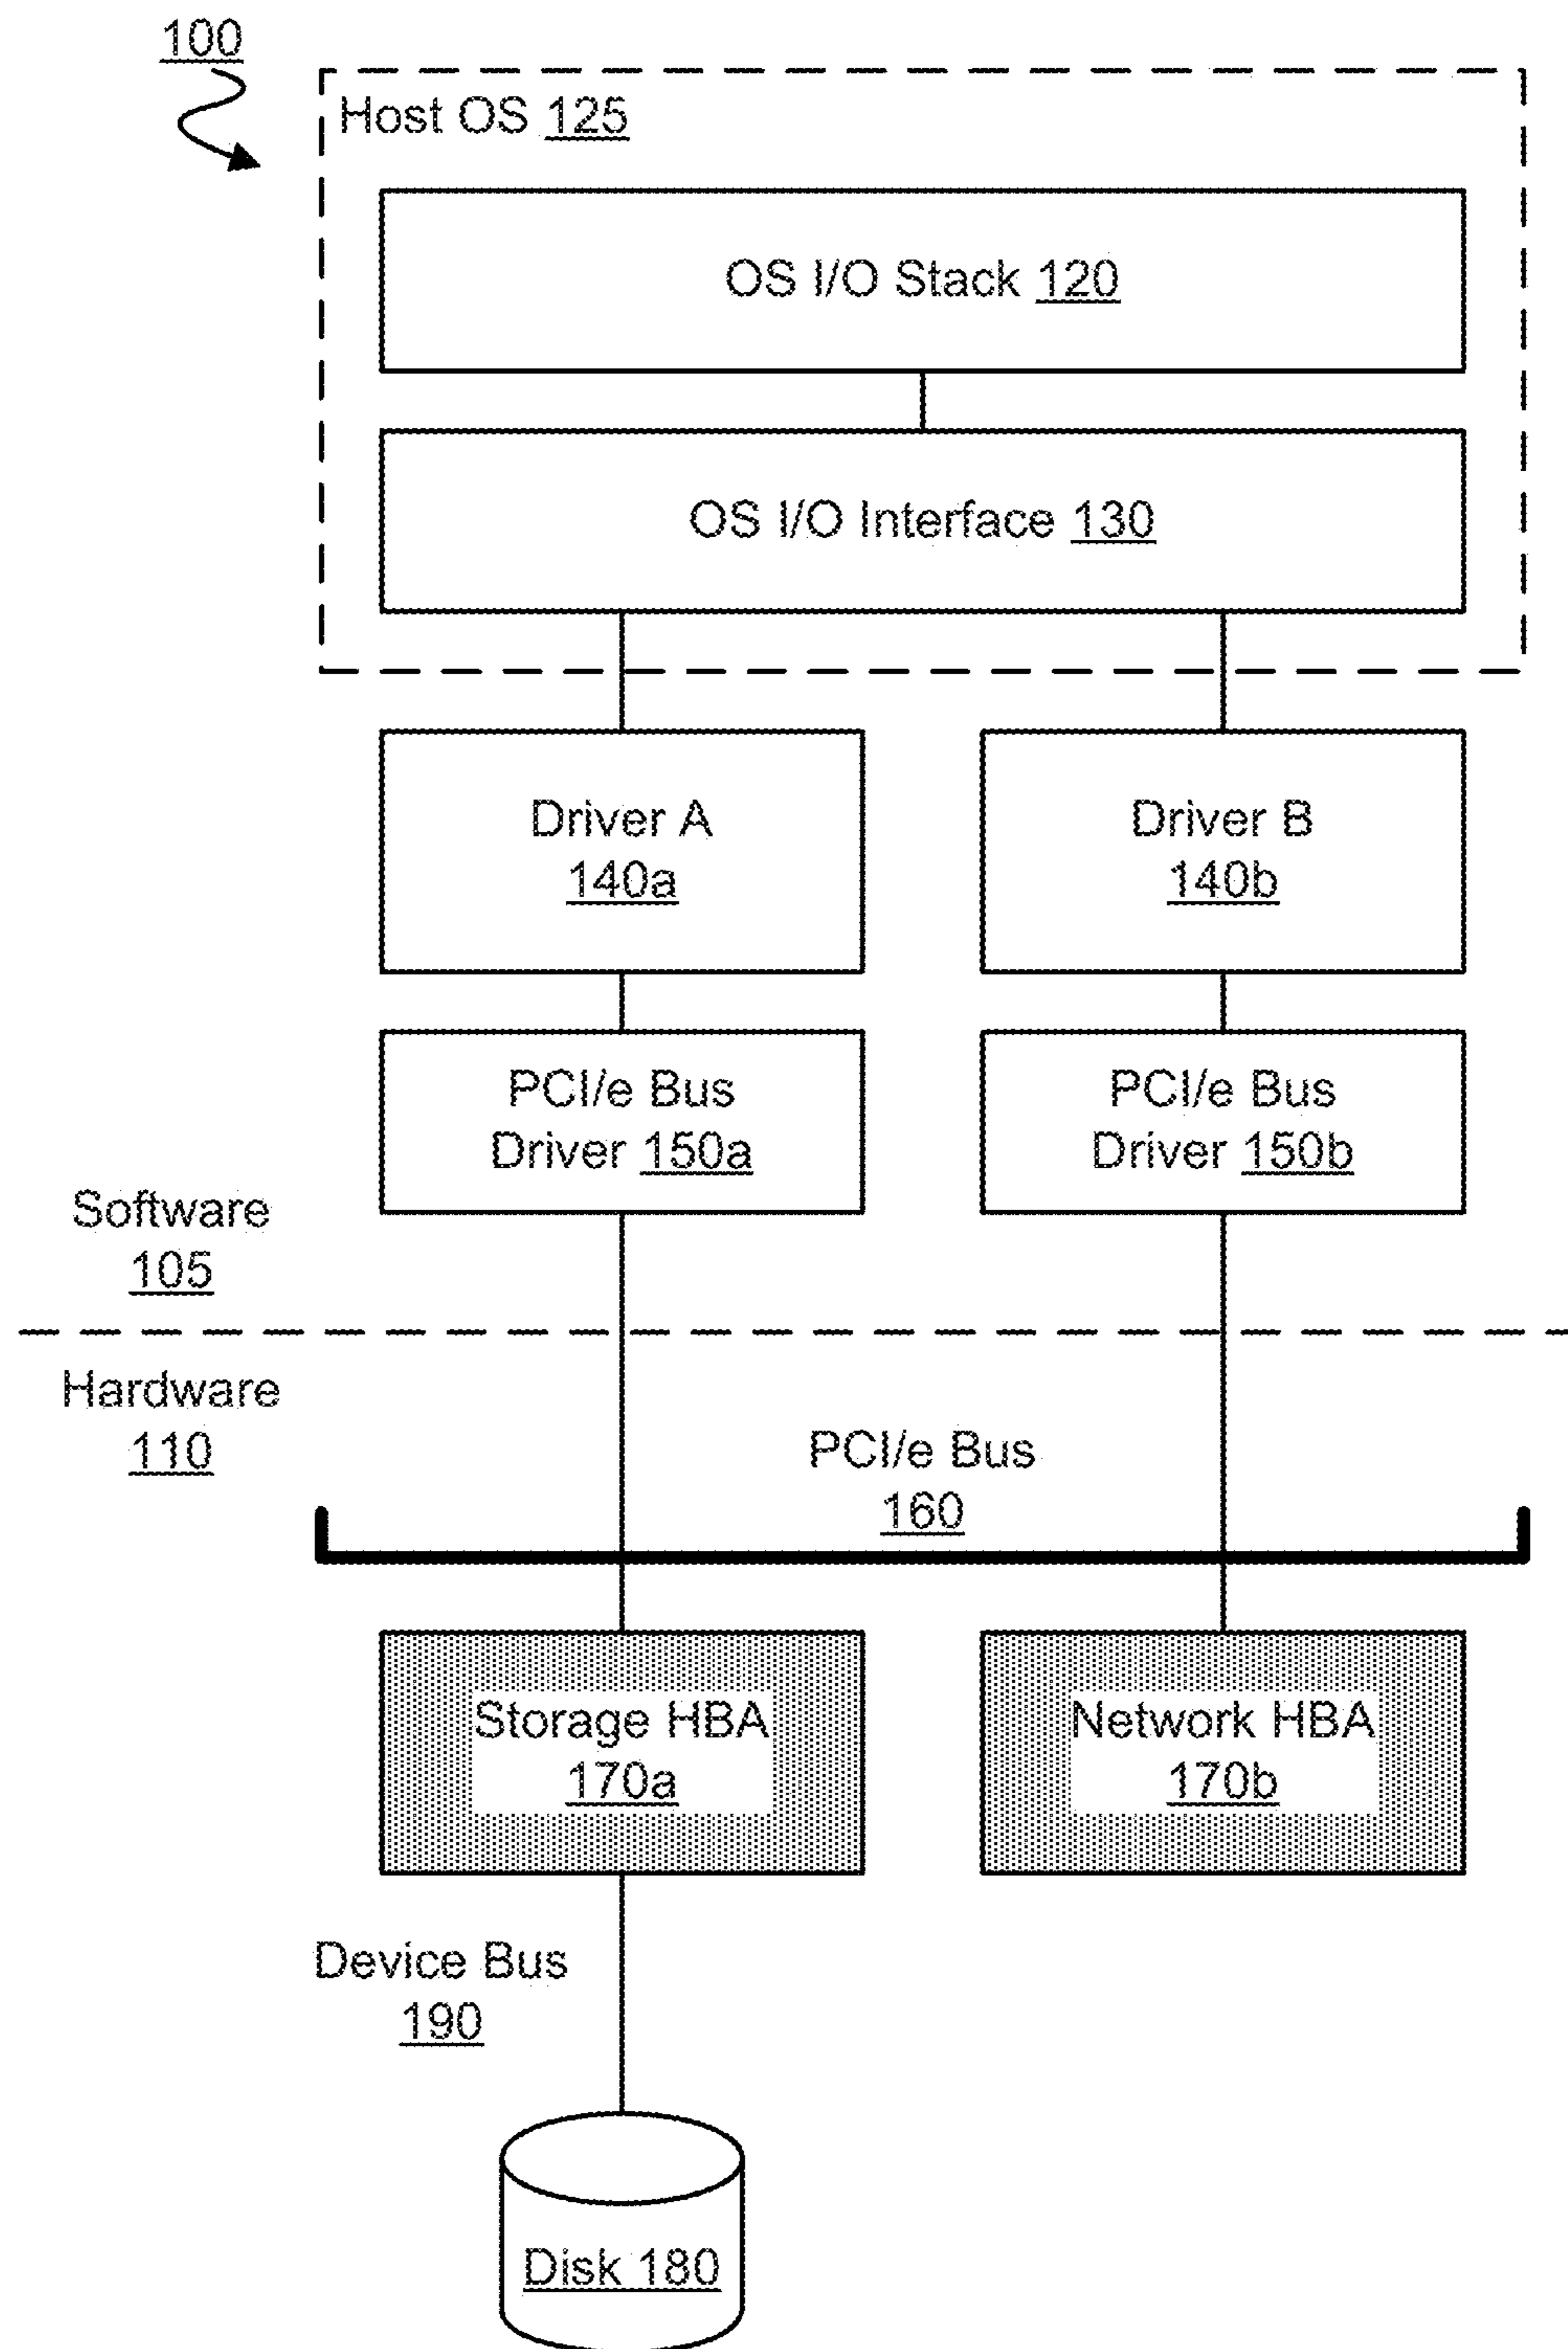 100
Host OS 125
OS I/O Stack 120
OS I/O Interface 130
Driver A
140a
Driver B
140b
PCI/e Bus
Driver 150a
PCI/e Bus
Driver 150b
Software
105
Hardware
110
PCI/e Bus
160
Storage HBA
170a
Network HBA
170b
Device Bus
190
Disk 180